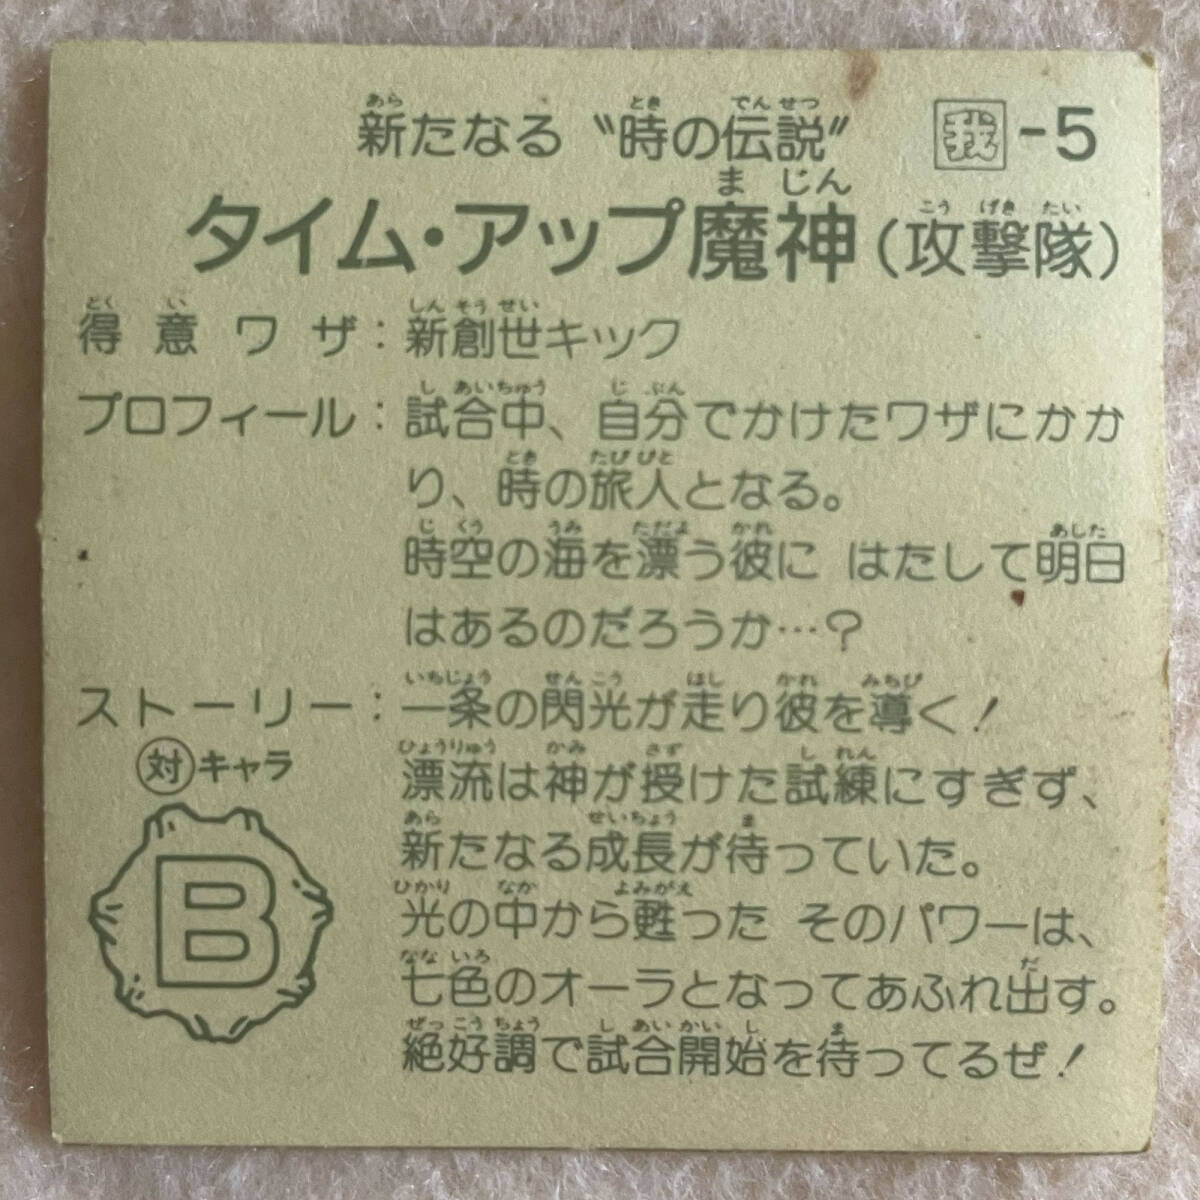 新たなる〝時の伝説〟 我-5
タイム・アップ魔神(攻撃隊)
得意ワザ:新創世キック
プロフィール:試合中、自分でかけたワザにかか
り、時の旅人となる。
時空の海を漂う彼に はたして明日
はあるのだろうか…?
ストーリー:一条の閃光が走り彼を導く!
対キャラ
漂流は神が授けた試練にすぎず、
新たなる成長が待っていた。
光の中から甦った そのパワーは、
七色のオーラとなってあふれ出す。
絶好調で試合開始を待ってるぜ!
B